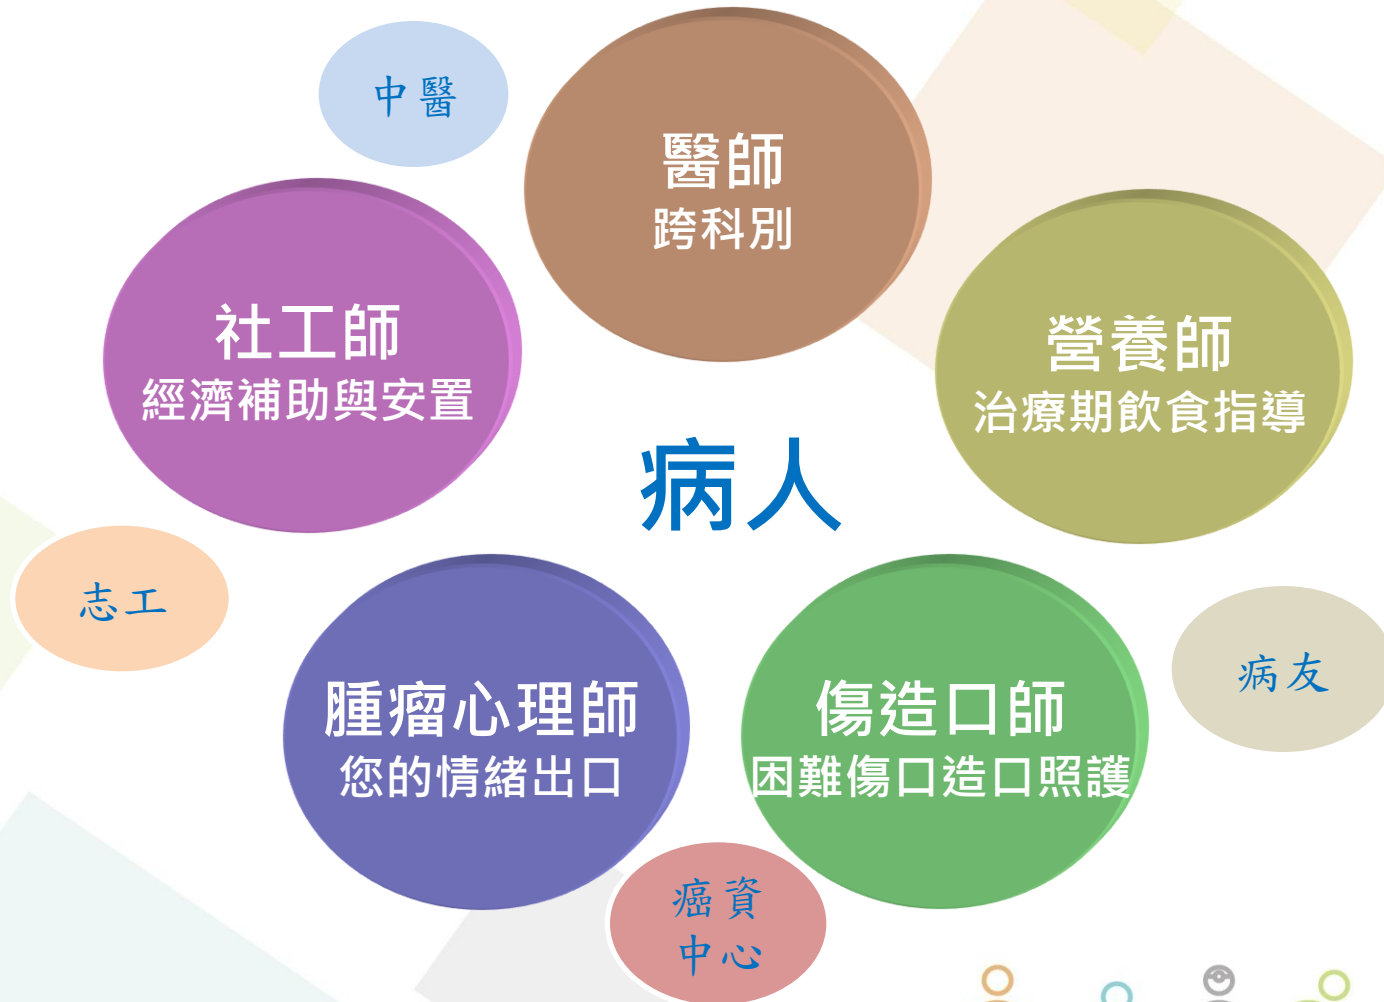 中醫
醫師
跨科別
社工師
經濟補助與安置
營養師
治療期飲食指導
病人
志工
腫瘤心理師
您的情緒出口
傷造口師
困難傷口造口照護
病友
癌資
中心